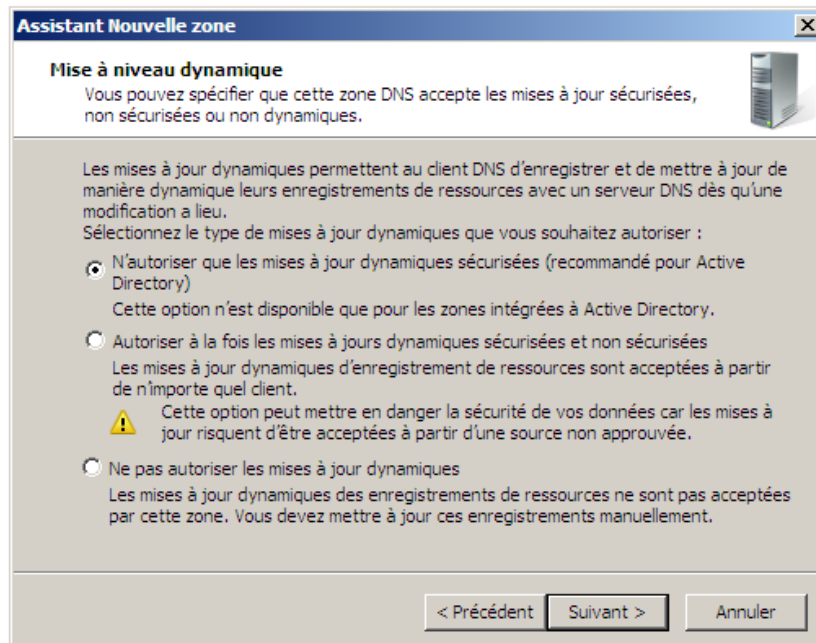 Assistant Nouvelle zone
Mise à niveau dynamique
Vous pouvez spécifier que cette zone DNS accepte les mises à jour sécurisées,
non sécurisées ou non dynamiques.
Les mises à jour dynamiques permettent au client DNS d'enregistrer et de mettre à jour de
manière dynamique leurs enregistrements de ressources avec un serveur DNS dès qu'une
modification a lieu.
Sélectionnez le type de mises à jour dynamiques que vous souhaitez autoriser :
N'autoriser que les mises à jour dynamiques sécurisées (recommandé pour Active
Directory)
Cette option n'est disponible que pour les zones intégrées à Active Directory.
Autoriser à la fois les mises à jours dynamiques sécurisées et non sécurisées
Les mises à jour dynamiques d'enregistrement de ressources sont acceptées à partir
de n'importe quel client.
Cette option peut mettre en danger la sécurité de vos données car les mises à
jour risquent d'être acceptées à partir d'une source non approuvée.
Ne pas autoriser les mises à jour dynamiques
Les mises à jour dynamiques des enregistrements de ressources ne sont pas acceptées
par cette zone. Vous devez mettre à jour ces enregistrements manuellement.
< Précédent Suivant > Annuler